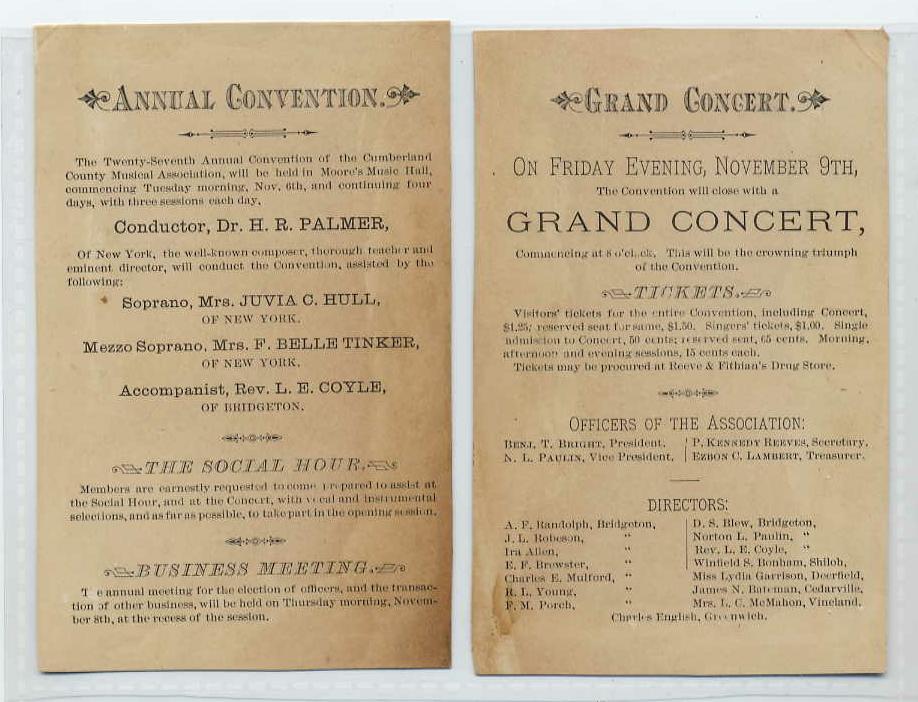 ANNUAL CONVENTION.
The Twenty-Seventh Annual Convention of the Cumberland
County Musical Association, will be held in Moore's Music Hall,
commencing Tuesday morning, Nov. 6th, and continuing four
days, with three sessions each day.
Conductor, Dr. H. R. PALMER,
Of New York, the well-known composer, thorough teacher and
eminent director, will conduct the Convention, assisted by the
following:
Soprano, Mrs. JUVIA C. HULL,
OF NEW YORK.
Mezzo Soprano, Mrs. F. BELLE TINKER,
OF NEW YORK.
Accompanist, Rev. L. E. COYLE,
OF BRIDGETON.
THE SOCIAL HOUR.
Members are earnestly requested to come prepared to assist at
the Social Hour, and at the Concert, with vocal and instrumental
selections, and as far as possible, to take part in the opening session.
BUSINESS MEETING.
The annual meeting for the election of officers, and the transac-
tion of other business, will be held on Thursday morning, Novem-
ber 8th, at the recess of the session.
GRAND CONCERT.
ON FRIDAY EVENING, NOVEMBER 9TH,
The Convention will close with a
GRAND CONCERT,
Commencing at 8 o'clock. This will be the crowning triumph
of the Convention.
TICKETS.
Visitors' tickets for the entire Convention, including Concert,
$1.25; reserved seat for same, $1.50. Singers' tickets, $1.00. Single
admission to Concert, 50 cents; reserved seat, 65 cents. Morning,
afternoon and evening sessions, 15 cents each.
Tickets may be procured at Reeve & Fithian's Drug Store.
OFFICERS OF THE ASSOCIATION:
BENJ. T. BRIGHT, President.
N. L. PAULIN, Vice President.
P. KENNEDY REEVES, Secretary.
EZBON C. LAMBERT, Treasurer.
DIRECTORS:
A. F. Randolph, Bridgeton,
J. L. Robeson, "
Ira Allen, "
E. F. Brewster, "
Charles E. Mulford, "
R. L. Young, "
F. M. Porch, "
D. S. Blew, Bridgeton,
Norton L. Paulin, "
Rev. L. E. Coyle, "
Winfield S. Bonham, Shiloh,
Miss Lydia Garrison, Deerfield,
James N. Bateman, Cedarville,
Mrs. L. C. McMahon, Vineland,
Charles English, Greenwich.